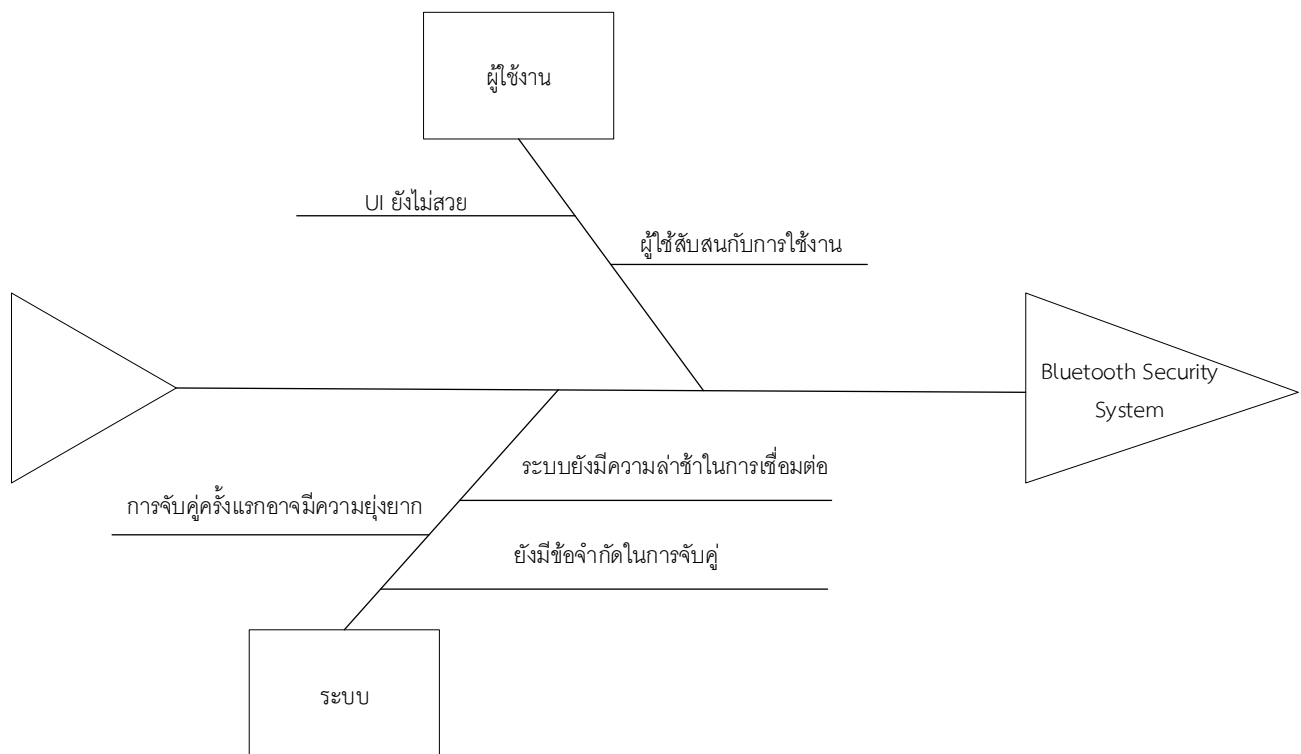 ผู้ใช้งาน
UI ยังไม่สวย
ผู้ใช้สับสนกับการใช้งาน
Bluetooth Security
System
ระบบยังมีความล่าช้าในการเชื่อมต่อ
การจับคู่ครั้งแรกอาจมีความยุ่งยาก
ยังมีข้อจำกัดในการจับคู่
ระบบ